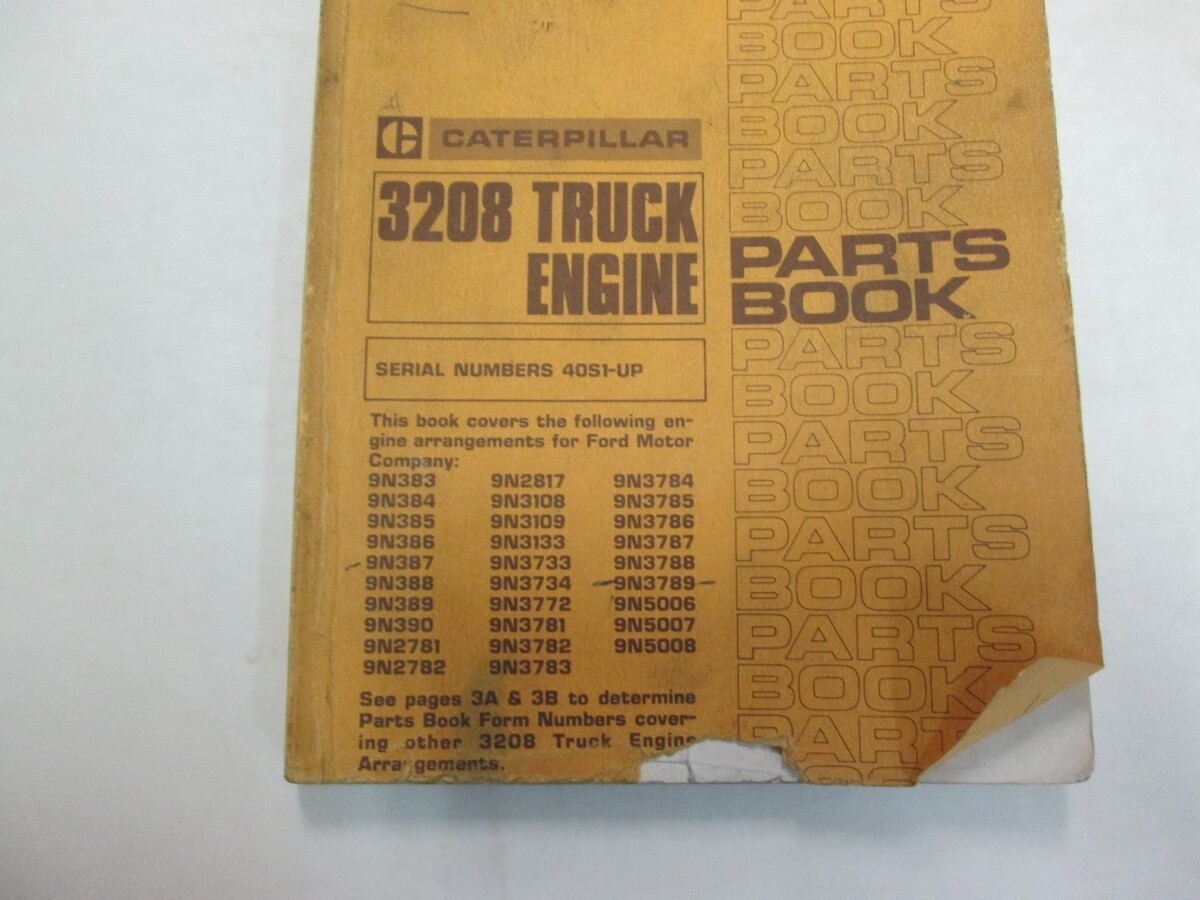 CATERPILLAR
3208 TRUCK
ENGINE
SERIAL NUMBERS 40S1-UP
This book covers the following en-
gine arrangements for Ford Motor
Company:
9N383 9N2817 9N3784
9N384 9N3108 9N3785
9N385 9N3109 9N3786
9N386 9N3133 9N3787
9N387 9N3733 9N3788
9N388 9N3734 9N3789
9N389 9N3772 9N5006
9N390 9N3781 9N5007
9N2781 9N3782 9N5008
9N2782 9N3783
See pages 3A & 3B to determine
Parts Book Form Numbers cover-
ing other 3208 Truck Engine
Arrangements.
PARTS
BOOK
PARTS
BOOK
PARTS
BOOK
PARTS
BOOK
PARTS
BOOK
PARTS
BOOK
PARTS
BOOK
PARTS
BOOK
PART